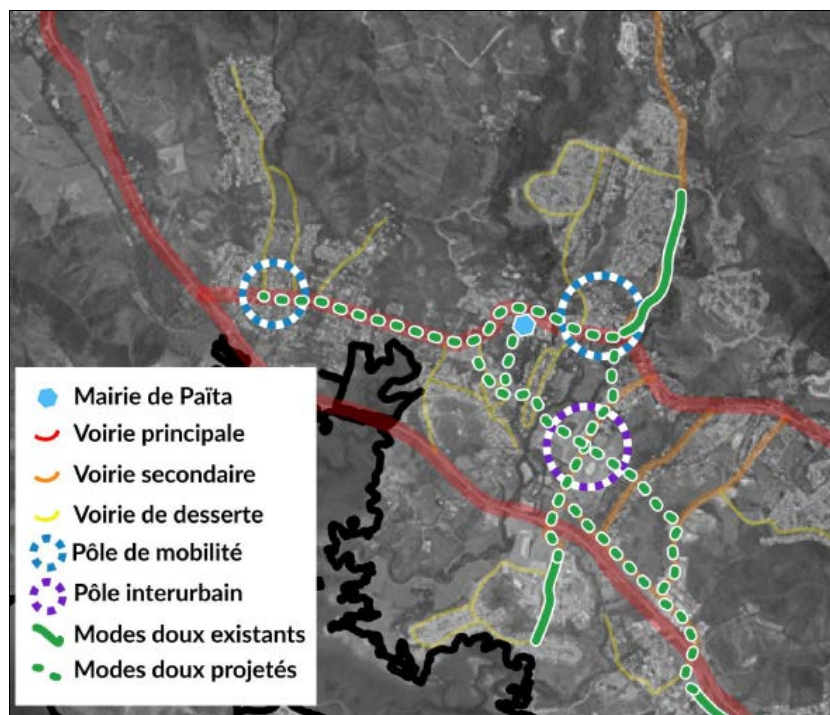 Mairie de Païta
Voirie principale
Voirie secondaire
Voirie de desserte
Pôle de mobilité
Pôle interurbain
Modes doux existants
Modes doux projetés